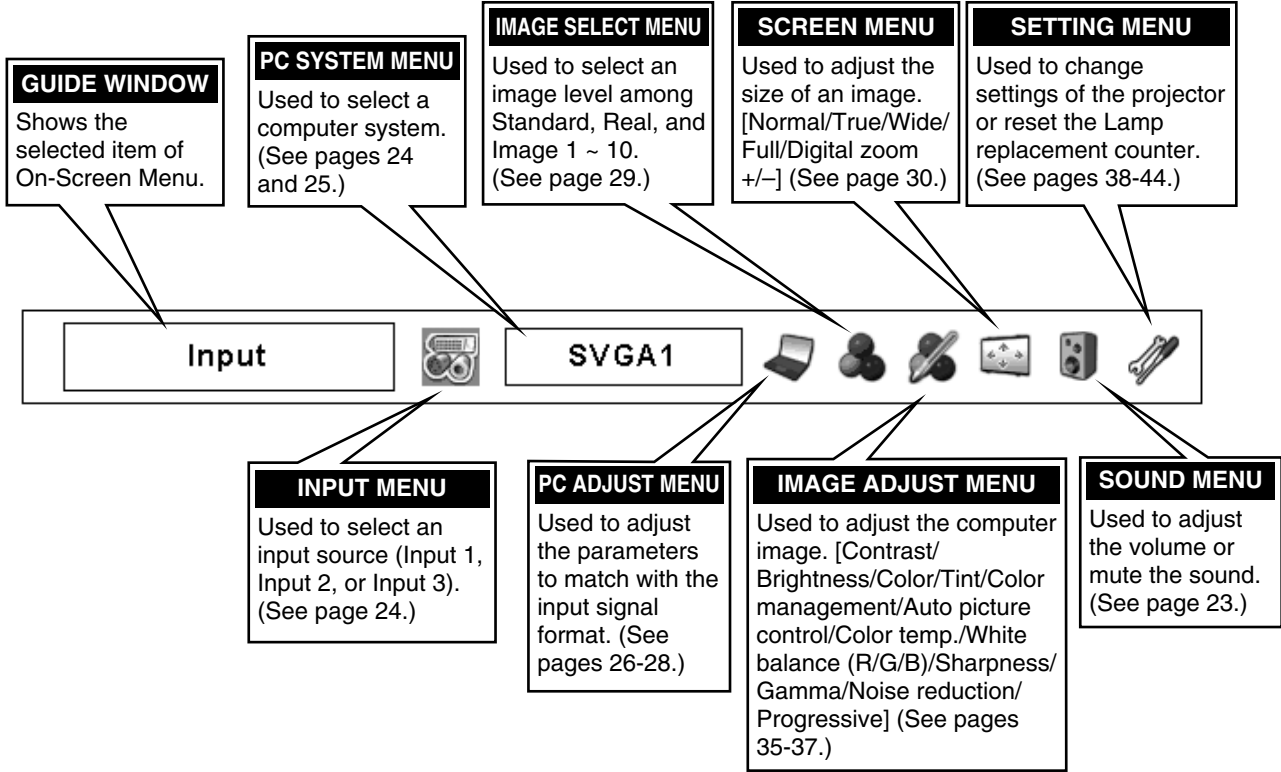 GUIDE WINDOW
Shows the
selected item of
On-Screen Menu.
PC SYSTEM MENU
Used to select a
computer system.
(See pages 24
and 25.)
IMAGE SELECT MENU
Used to select an
image level among
Standard, Real, and
Image 1 ~ 10.
(See page 29.)
SCREEN MENU
Used to adjust the
size of an image.
[Normal/True/Wide/
Full/Digital zoom
+/–] (See page 30.)
SETTING MENU
Used to change
settings of the projector
or reset the Lamp
replacement counter.
(See pages 38-44.)
Input
SVGA1
INPUT MENU
Used to select an
input source (Input 1,
Input 2, or Input 3).
(See page 24.)
PC ADJUST MENU
Used to adjust
the parameters
to match with the
input signal
format. (See
pages 26-28.)
IMAGE ADJUST MENU
Used to adjust the computer
image. [Contrast/
Brightness/Color/Tint/Color
management/Auto picture
control/Color temp./White
balance (R/G/B)/Sharpness/
Gamma/Noise reduction/
Progressive] (See pages
35-37.)
SOUND MENU
Used to adjust
the volume or
mute the sound.
(See page 23.)